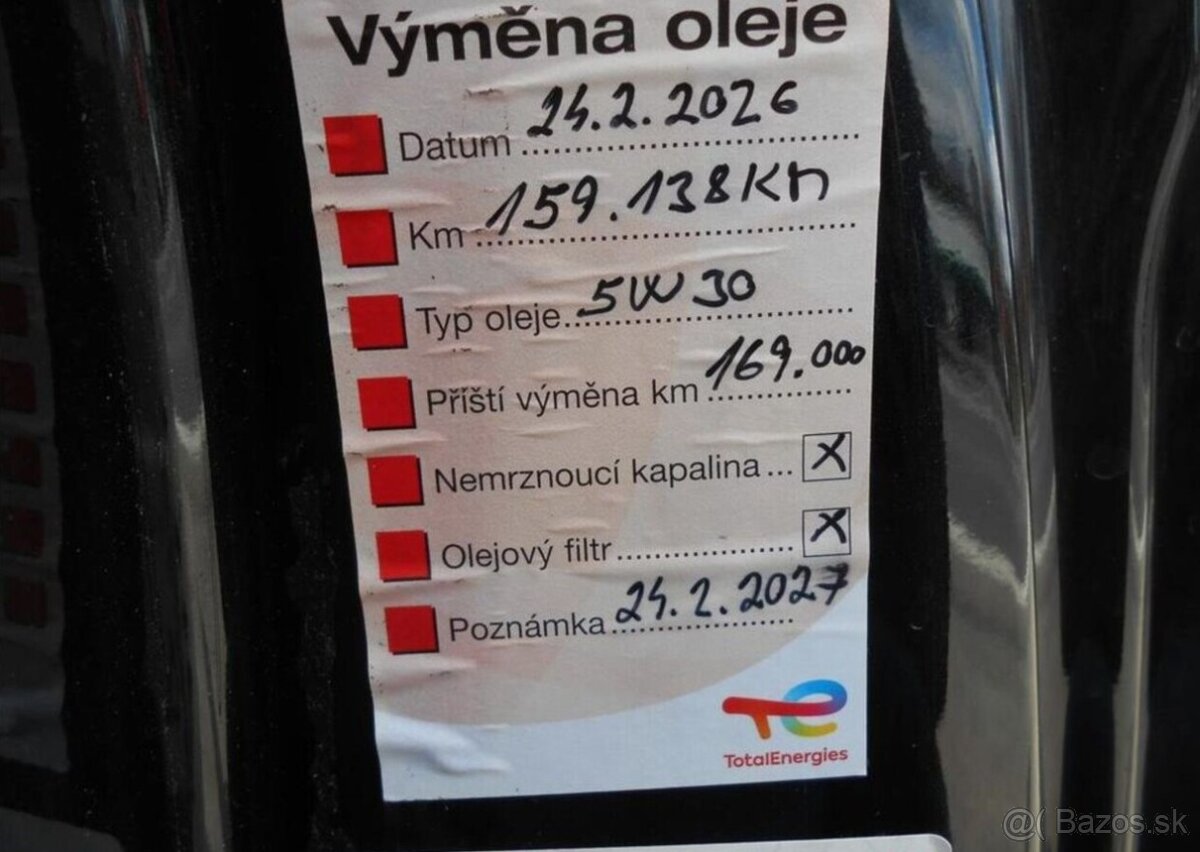 Výměna oleje
Datum 24.2.2026
Km 159.138Km
Typ oleje 5W30
Příští výměna km 169.000
Nemrznoucí kapalina... X
Olejový filtr X
Poznámka 24.2.2027
TotalEnergies
@( Bazos.sk